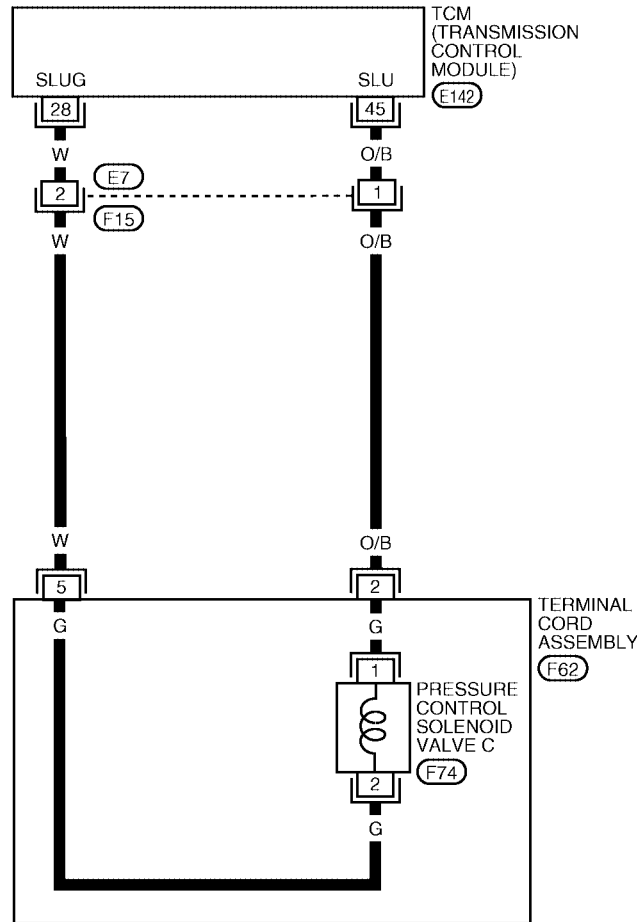 TCM
(TRANSMISSION
CONTROL
MODULE)
E142
SLUG SLU
28 45
W O/B
E7
2 1
F15
W O/B
W O/B
5 2
G G
TERMINAL
CORD
ASSEMBLY
F62
1
PRESSURE
CONTROL
SOLENOID
VALVE C
F74
2
G